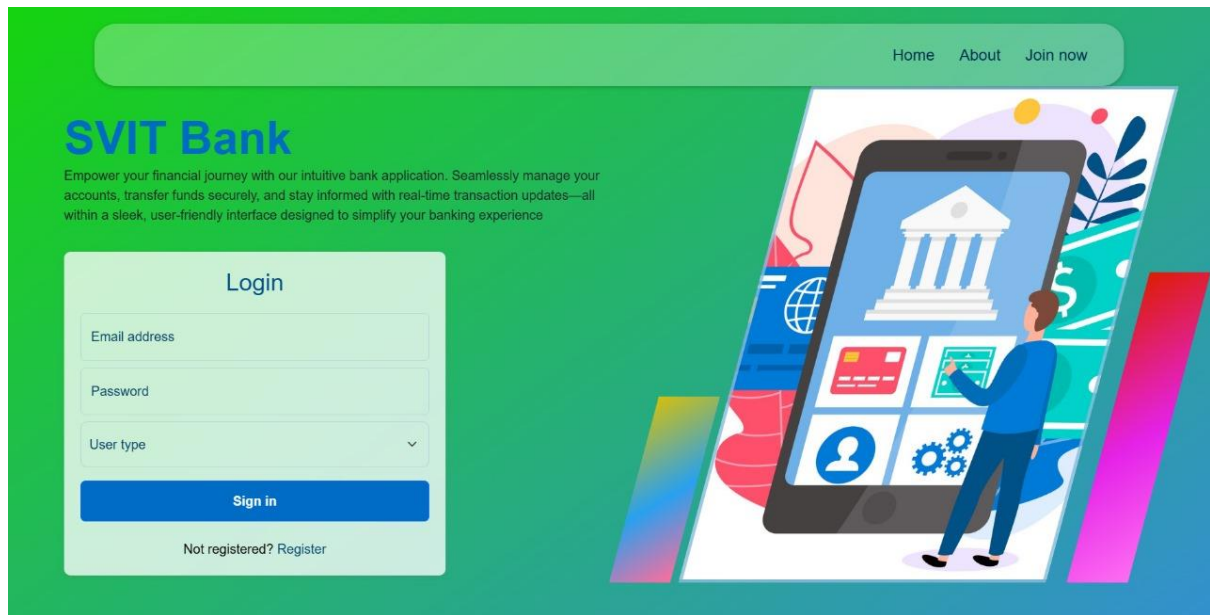 Home About Join now
SVIT Bank
Empower your financial journey with our intuitive bank application. Seamlessly manage your
accounts, transfer funds securely, and stay informed with real-time transaction updates—all
within a sleek, user-friendly interface designed to simplify your banking experience
Login
Email address
Password
User type
Sign in
Not registered? Register
$